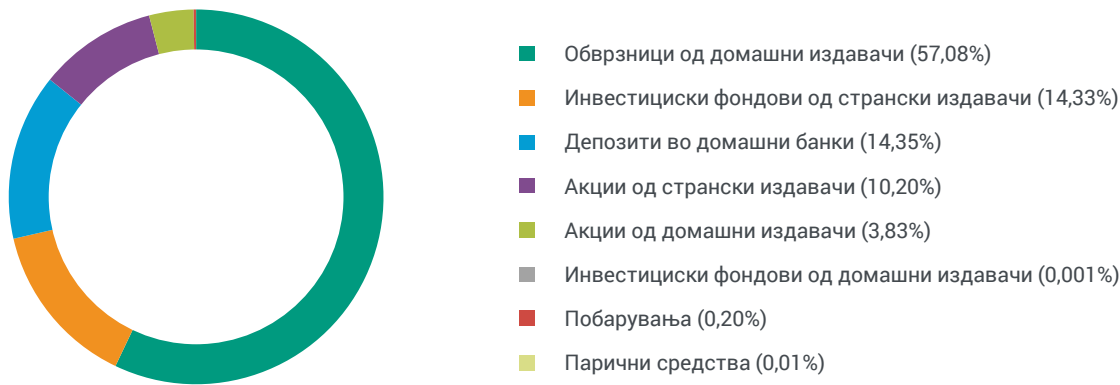 Обврзници од домашни издавачи (57,08%)
Инвестициски фондови од странски издавачи (14,33%)
Депозити во домашни банки (14,35%)
Акции од странски издавачи (10,20%)
Акции од домашни издавачи (3,83%)
Инвестициски фондови од домашни издавачи (0,001%)
Побарувања (0,20%)
Парични средства (0,01%)